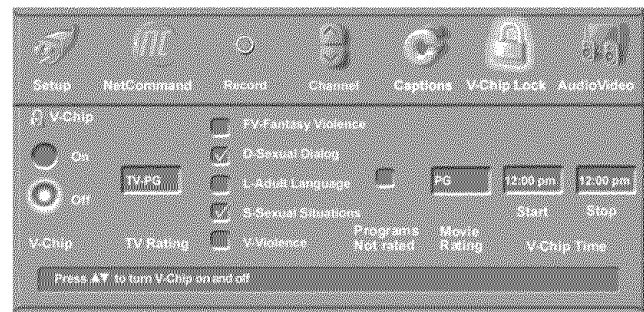 Setup NetCommand Record Channel Captions V-Chip Lock AudioVideo
V-Chip
FV-Fantasy Violence
On
D-Sexual Dialog
TV-PG
L-Adult Language
PG
12:00 pm
12:00 pm
Off
S-Sexual Situations
Start
Stop
V-Chip
TV Rating
V-Violence
Programs
Not rated
Movie
Rating
V-Chip Time
Press ▲▼ to turn V-Chip on and off